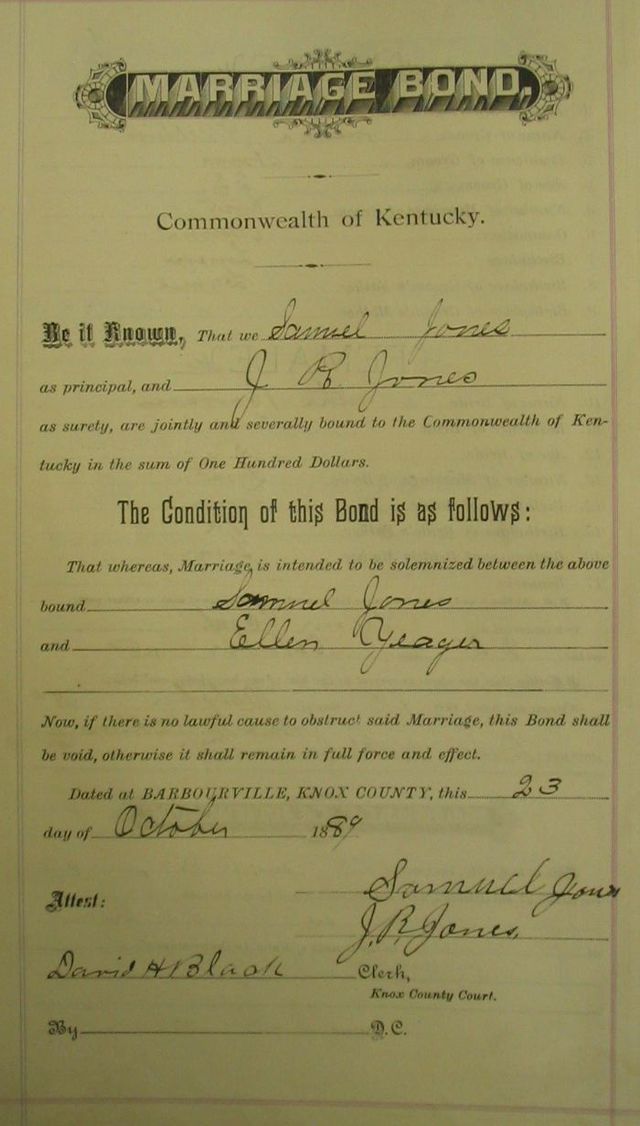 MARRIAGE BOND.
Commonwealth of Kentucky.
Be it Known, That we Samuel Jones
as principal, and J R Jones
as surety, are jointly and severally bound to the Commonwealth of Ken-
tucky in the sum of One Hundred Dollars.
The Condition of this Bond is as follows:
That whereas, Marriage is intended to be solemnized between the above
bound Samuel Jones
and Ellen Yeager
Now, if there is no lawful cause to obstruct said Marriage, this Bond shall
be void, otherwise it shall remain in full force and effect.
Dated at BARBOURVILLE, KNOX COUNTY, this 23
day of October 1889
Samuel Jones
Attest:
J. R. Jones.
David H Black Clerk,
Knox County Court.
By D.C.